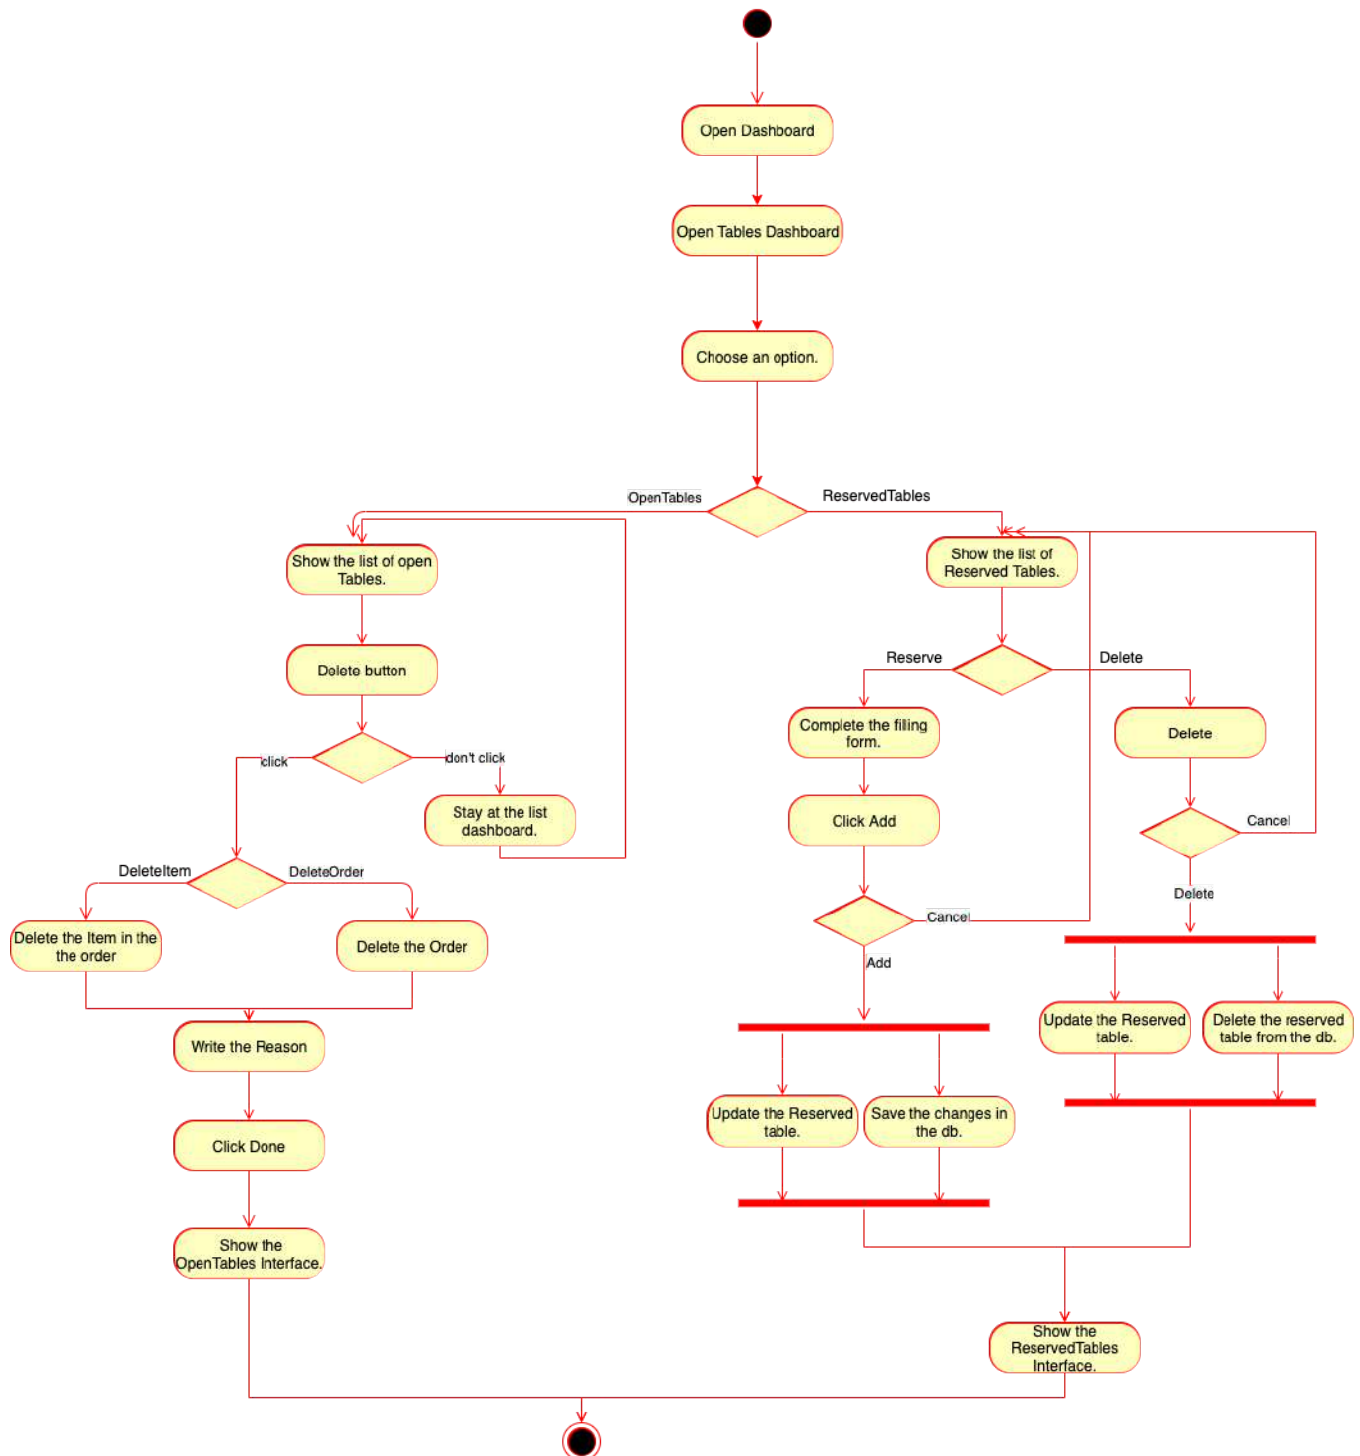 Open Dashboard
Open Tables Dashboard
Choose an option.
OpenTables
ReservedTables
Show the list of open
Tables.
Show the list of
Reserved Tables.
Delete button
Reserve
Delete
Complete the filling
form.
Delete
click
don't click
Stay at the list
dashboard.
Click Add
Cancel
DeleteItem
DeleteOrder
Delete
Cancel
Delete the Item in the
the order
Delete the Order
Add
Write the Reason
Update the Reserved
table.
Delete the reserved
table from the db.
Update the Reserved
table.
Save the changes in
the db.
Click Done
Show the
OpenTables Interface.
Show the
ReservedTables
Interface.